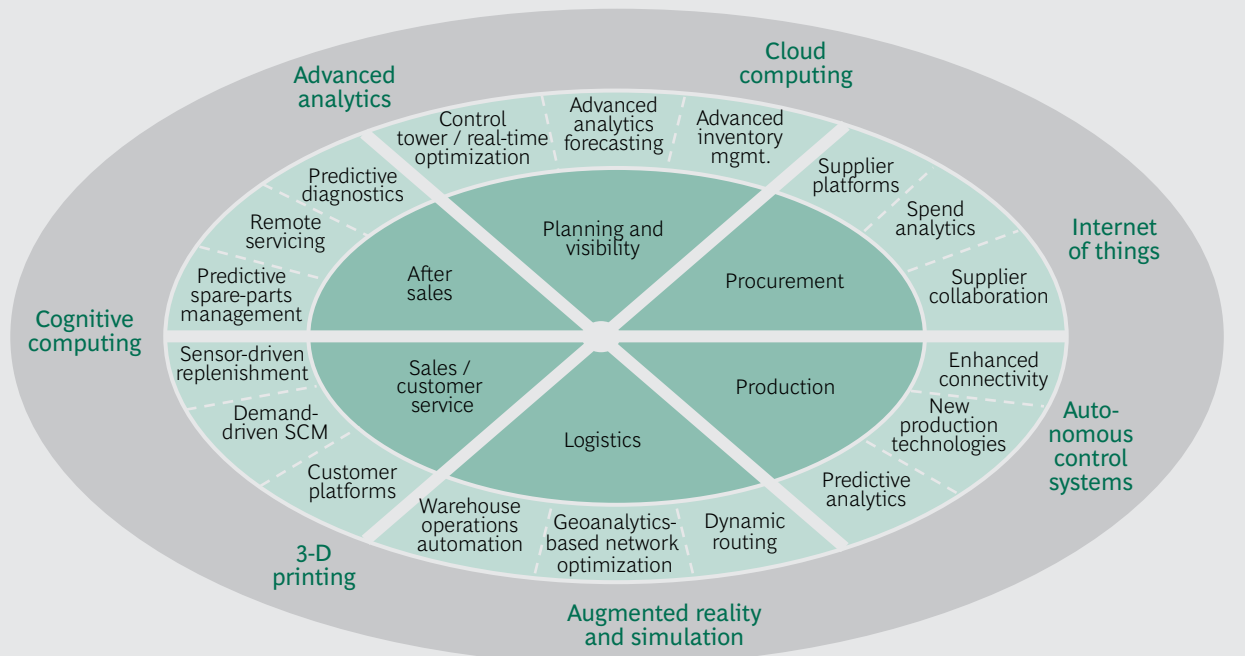 Cloud
computing
Advanced
analytics
Control
tower / real-time
optimization
Advanced
analytics
forecasting
Advanced
inventory
mgmt.
Supplier
platforms
Spend
analytics
Supplier
collaboration
Internet
of things
Predictive
diagnostics
Remote
servicing
Predictive
spare-parts
management
After
sales
Planning and
visibility
Procurement
Cognitive
computing
Sensor-driven
replenishment
Demand-
driven SCM
Customer
platforms
Sales /
customer
service
Logistics
Production
Enhanced
connectivity
New
production
technologies
Predictive
analytics
Auto-
nomous
control
systems
Warehouse
operations
automation
Geoanalytics-
based network
optimization
Dynamic
routing
3-D
printing
Augmented reality
and simulation